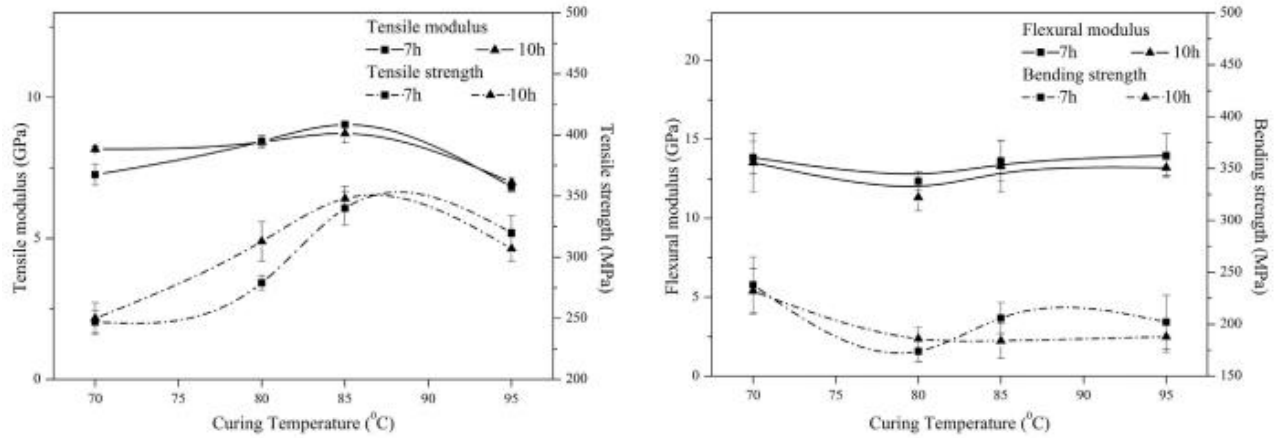 Tensile modulus
7h 10h
Tensile strength
7h 10h
10
5
0
500
450
400
350
300
250
200
70 75 80 85 90 95
Tensile modulus (GPa)
Tensile strength (MPa)
Curing Temperature (⁰C)
Flexural modulus
7h 10h
Bending strength
7h 10h
20
15
10
5
0
500
450
400
350
300
250
200
150
70 75 80 85 90 95
Flexural modulus (GPa)
Bending strength (MPa)
Curing Temperature (⁰C)